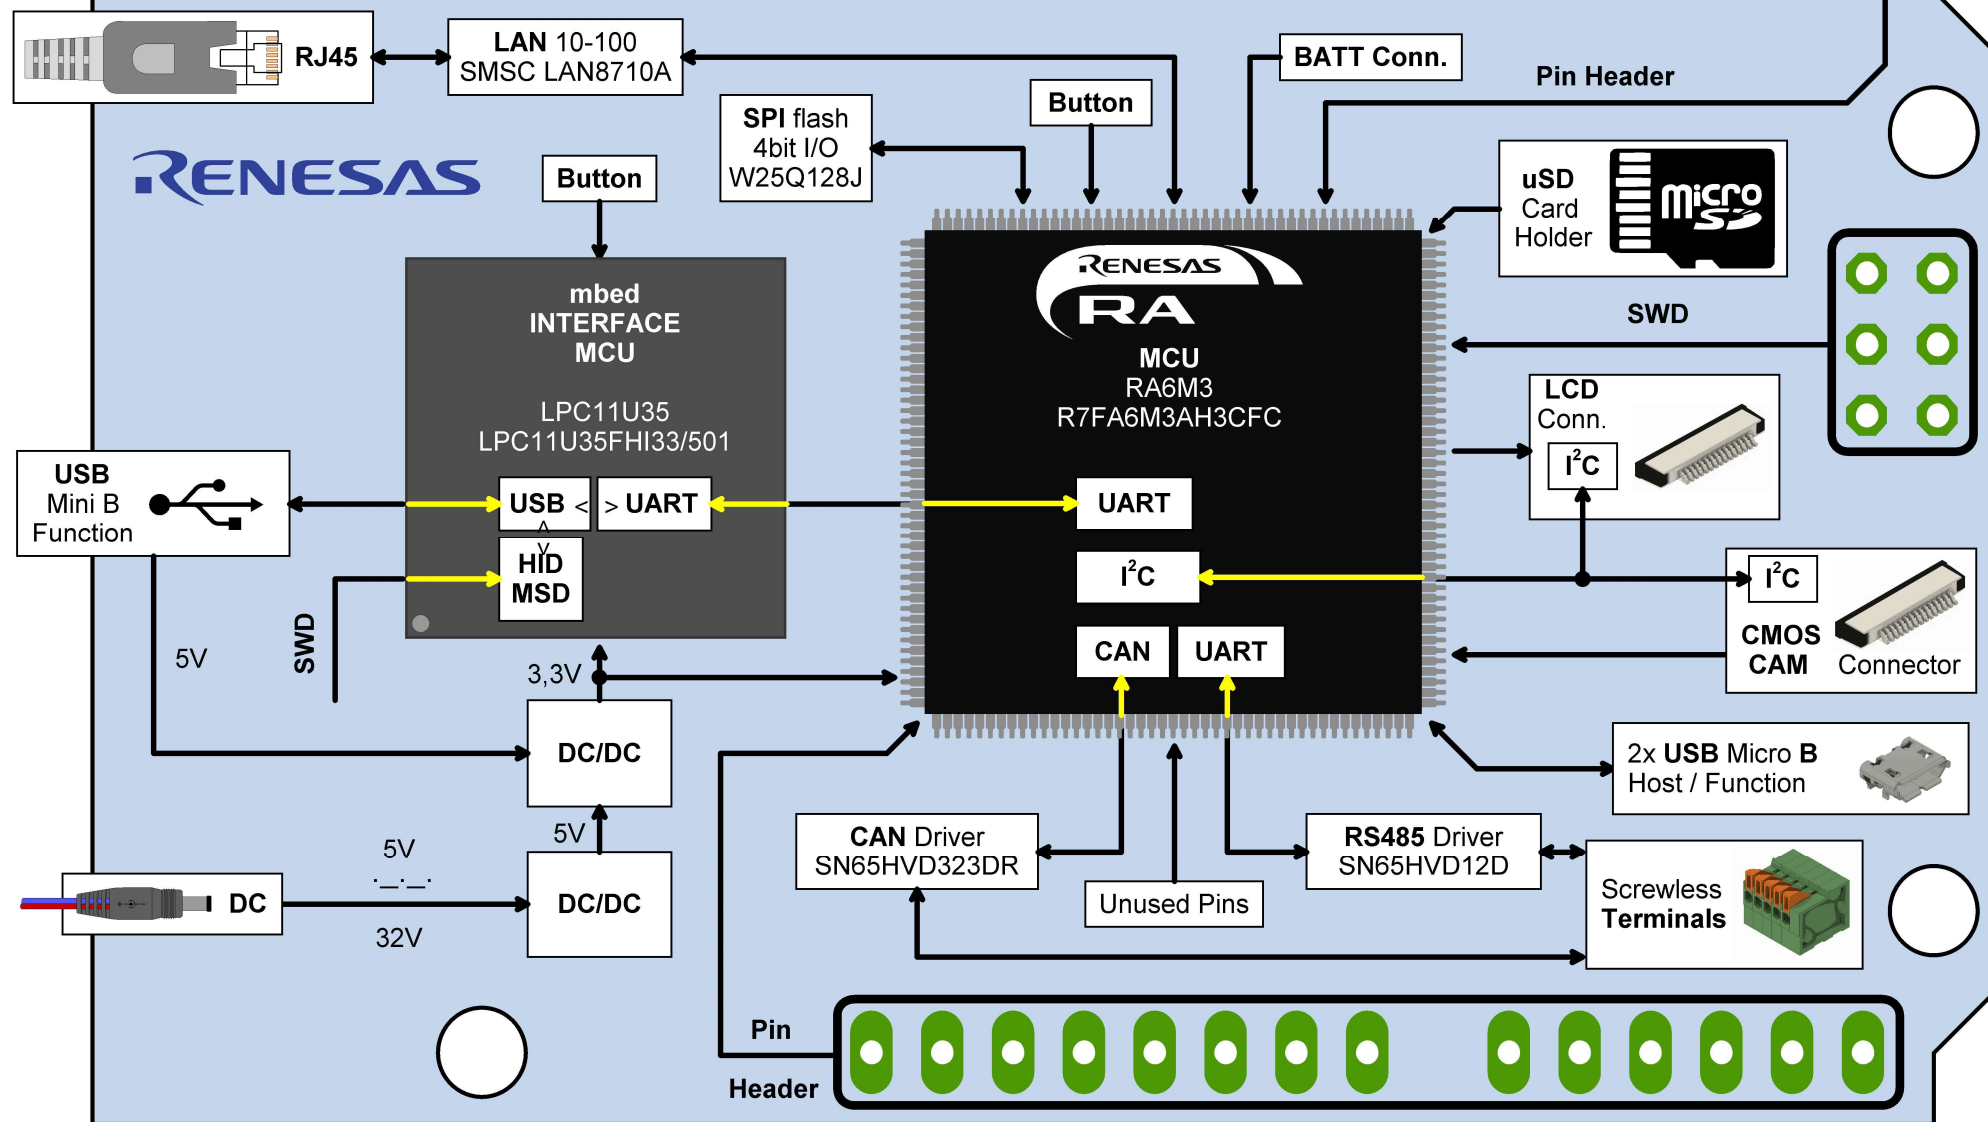 RJ45
LAN 10-100
SMSC LAN8710A
BATT Conn.
Pin Header
Button
SPI flash
4bit I/O
W25Q128J
RENESAS
Button
uSD
Card
Holder
micro
SD
mbed
INTERFACE
MCU
LPC11U35
LPC11U35FHI33/501
RENESAS
RA
MCU
RA6M3
R7FA6M3AH3CFC
SWD
LCD
Conn.
I²C
USB
Mini B
Function
USB < > UART
^
v
HID
MSD
UART
I²C
CAN
UART
I²C
CMOS
CAM Connector
5V
SWD
3,3V
DC/DC
2x USB Micro B
Host / Function
5V
5V
._._.
32V
DC
DC/DC
CAN Driver
SN65HVD323DR
RS485 Driver
SN65HVD12D
Unused Pins
Screwless
Terminals
Pin
Header